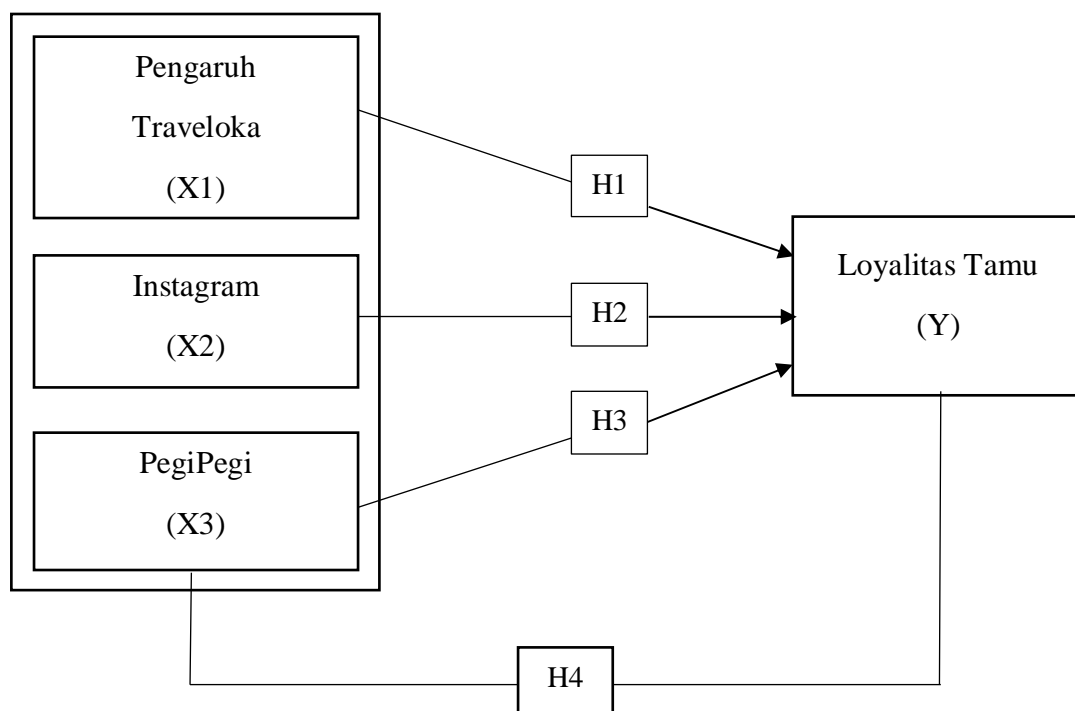 Pengaruh
Traveloka
(X1)
H1
Instagram
(X2)
H2
Loyalitas Tamu
(Y)
PegiPegi
(X3)
H3
H4